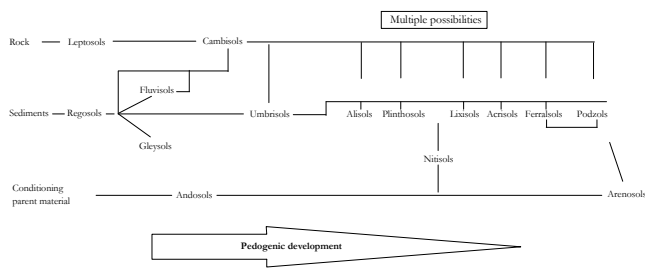 Multiple possibilities
Rock Leptosols Cambisols
Fluvisols
Sediments Regosols Umbrisols Alisols Plinthosols Lixisols Acrisols Ferralsols Podzols
Gleysols
Nitisols
Conditioning
parent material
Andosols Arenosols
Pedogenic development